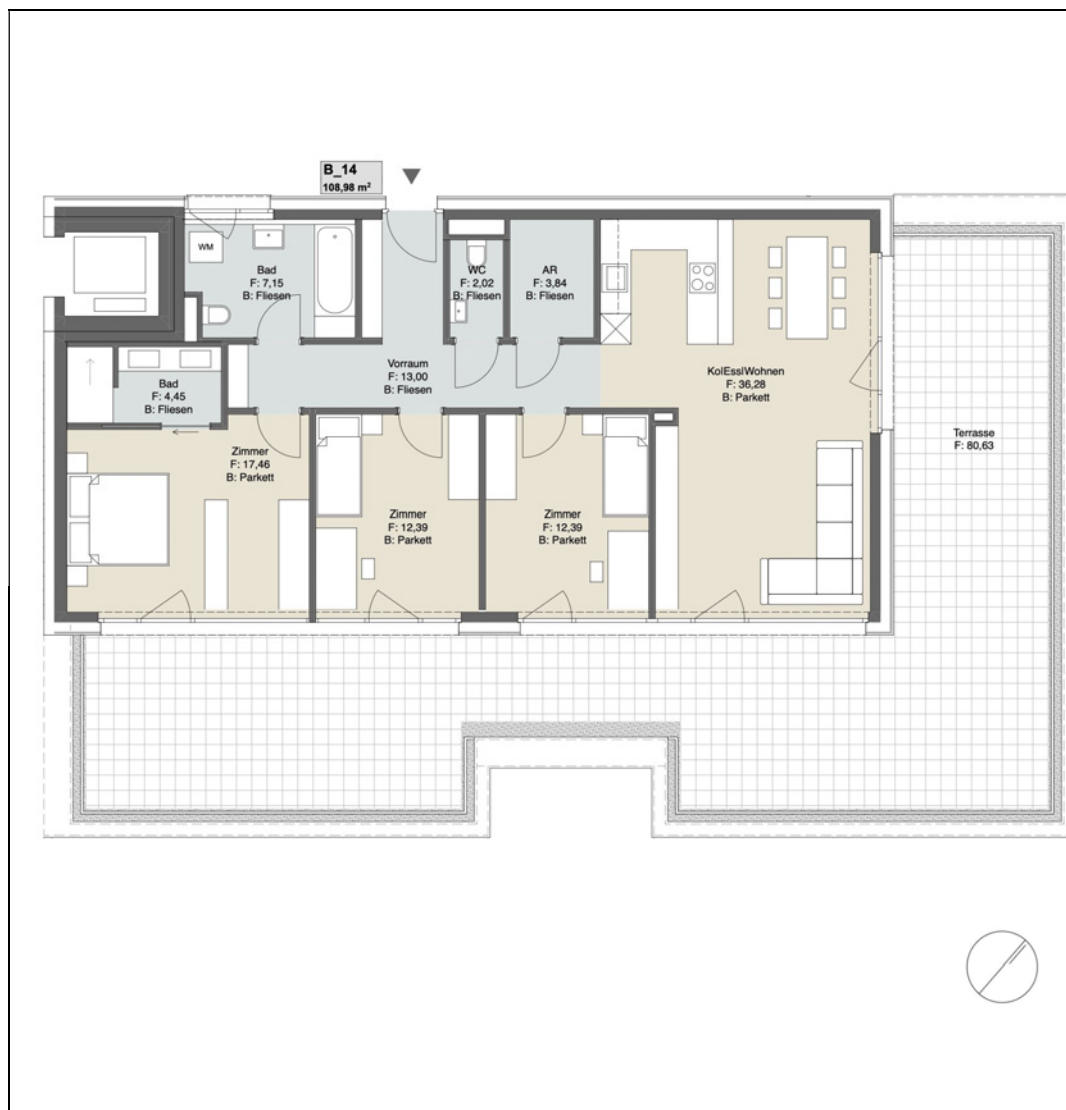 B_14
108,98 m²
WM
Bad
F: 7,15
B: Fliesen
WC
F: 2,02
B: Fliesen
AR
F: 3,84
B: Fliesen
Vorraum
F: 13,00
B: Fliesen
KolEsslWohnen
F: 36,28
B: Parkett
Bad
F: 4,45
B: Fliesen
Terrasse
F: 80,63
Zimmer
F: 17,46
B: Parkett
Zimmer
F: 12,39
B: Parkett
Zimmer
F: 12,39
B: Parkett